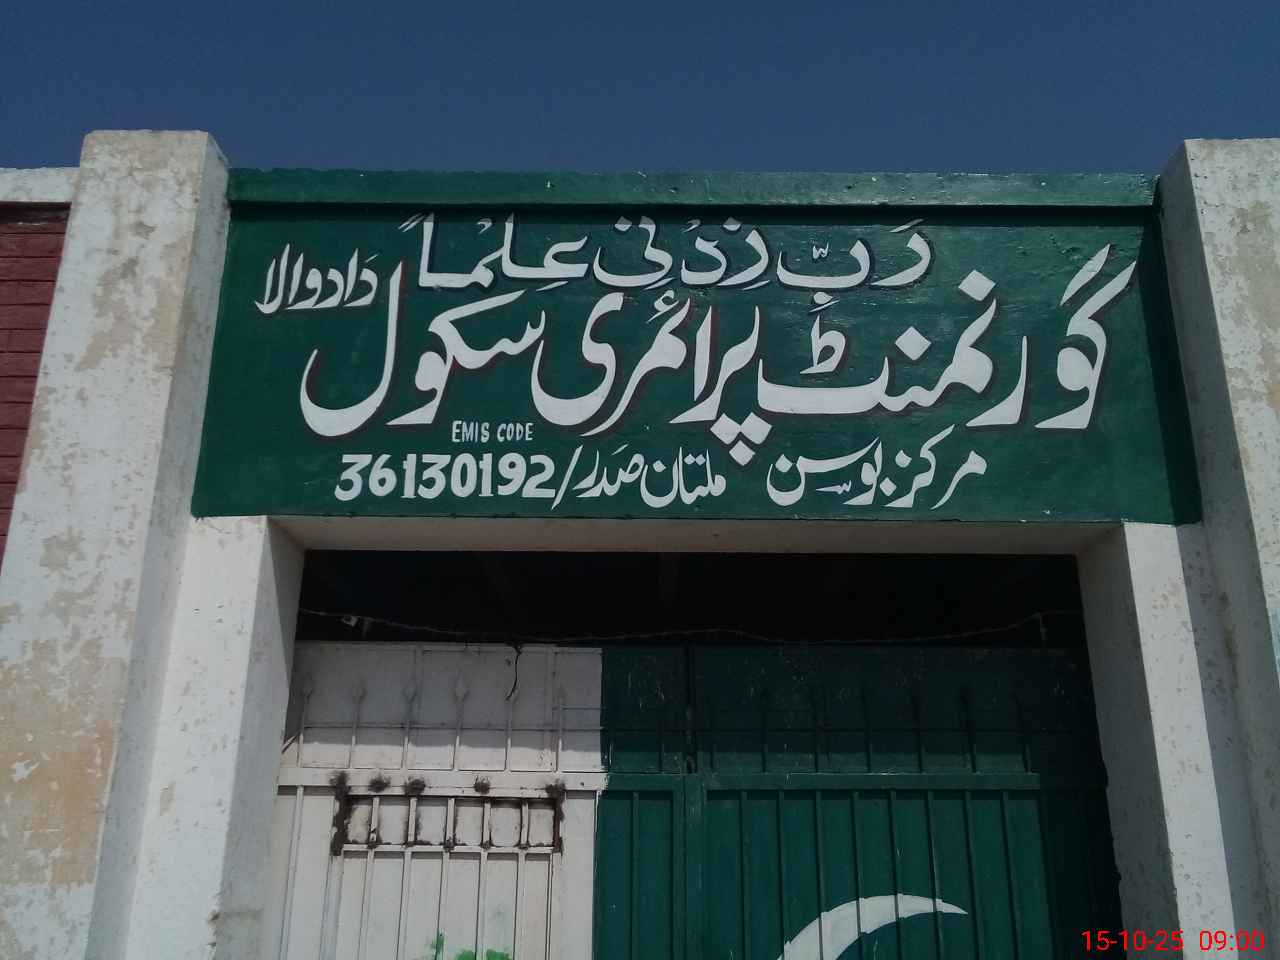 رَبِّ زِدْنِی عِلْماً
گورنمنٹ پرائمری سکول دادوالا
EMIS CODE
مرکز بوسن ملتان صدر/36130192
15-10-25 09:00